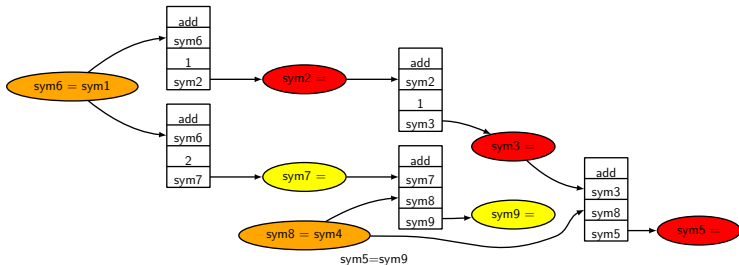 sym6 = sym1
add
sym6
1
sym2
add
sym6
2
sym7
sym2 =
sym7 =
sym8 = sym4
add
sym2
1
sym3
add
sym7
sym8
sym9
sym3 =
sym9 =
sym5=sym9
add
sym3
sym8
sym5
sym5 =